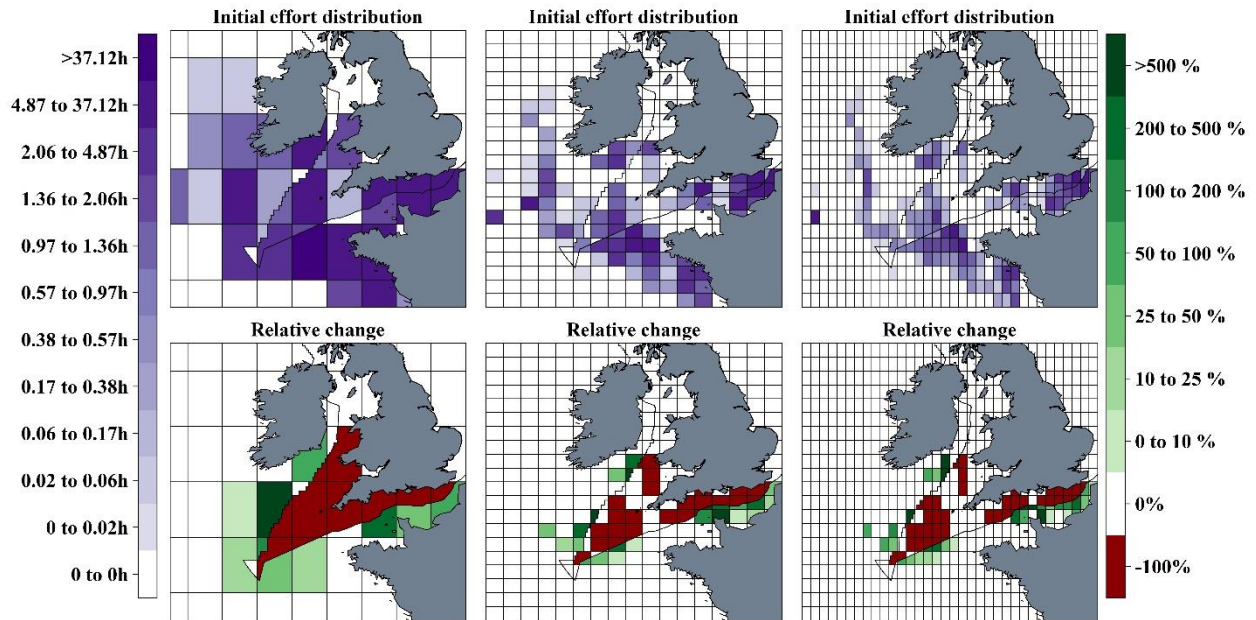 Initial effort distribution
Initial effort distribution
Initial effort distribution
>37.12h
4.87 to 37.12h
2.06 to 4.87h
1.36 to 2.06h
0.97 to 1.36h
0.57 to 0.97h
0.38 to 0.57h
0.17 to 0.38h
0.06 to 0.17h
0.02 to 0.06h
0 to 0.02h
0 to 0h
Relative change
Relative change
Relative change
>500 %
200 to 500 %
100 to 200 %
50 to 100 %
25 to 50 %
10 to 25 %
0 to 10 %
0%
-100%